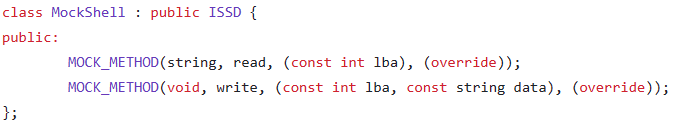 class MockShell : public ISSD {
public:
        MOCK_METHOD(string, read, (const int lba), (override));
        MOCK_METHOD(void, write, (const int lba, const string data), (override));
};